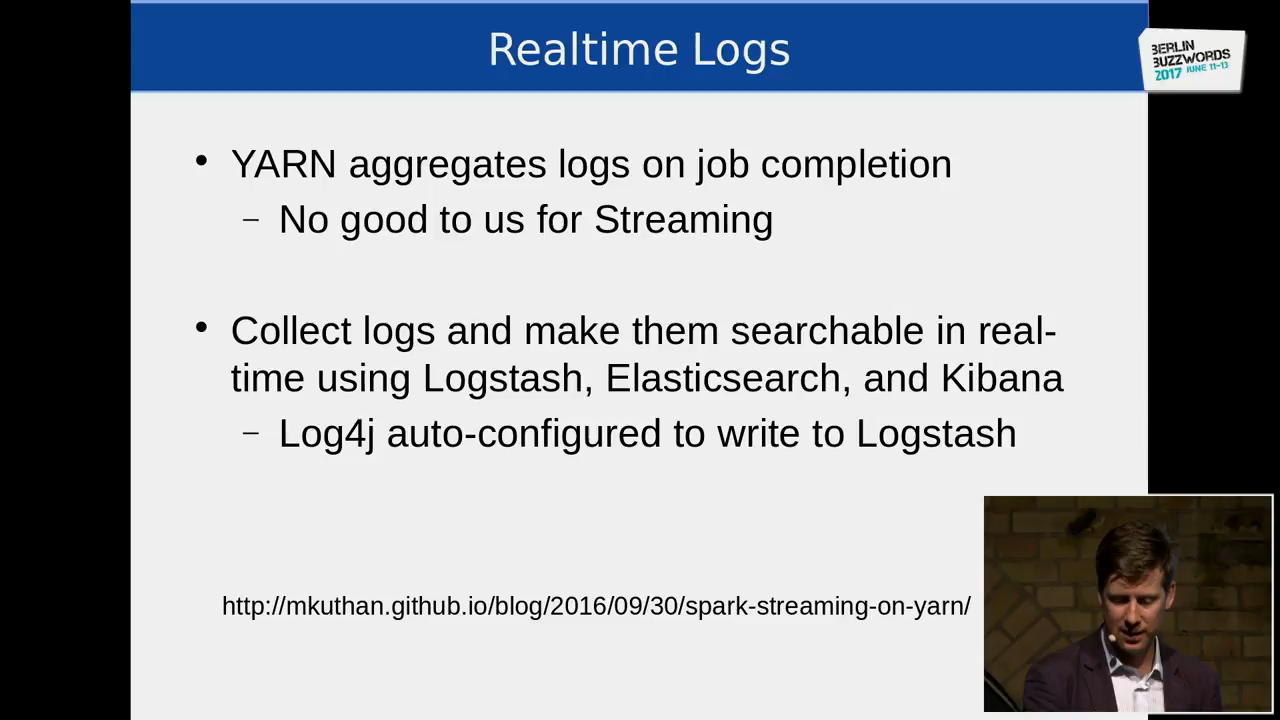 Realtime Logs
BERLIN
BUZZWORDS
2017 JUNE 11-13
• YARN aggregates logs on job completion
– No good to us for Streaming
• Collect logs and make them searchable in real-
time using Logstash, Elasticsearch, and Kibana
– Log4j auto-configured to write to Logstash
http://mkuthan.github.io/blog/2016/09/30/spark-streaming-on-yarn/